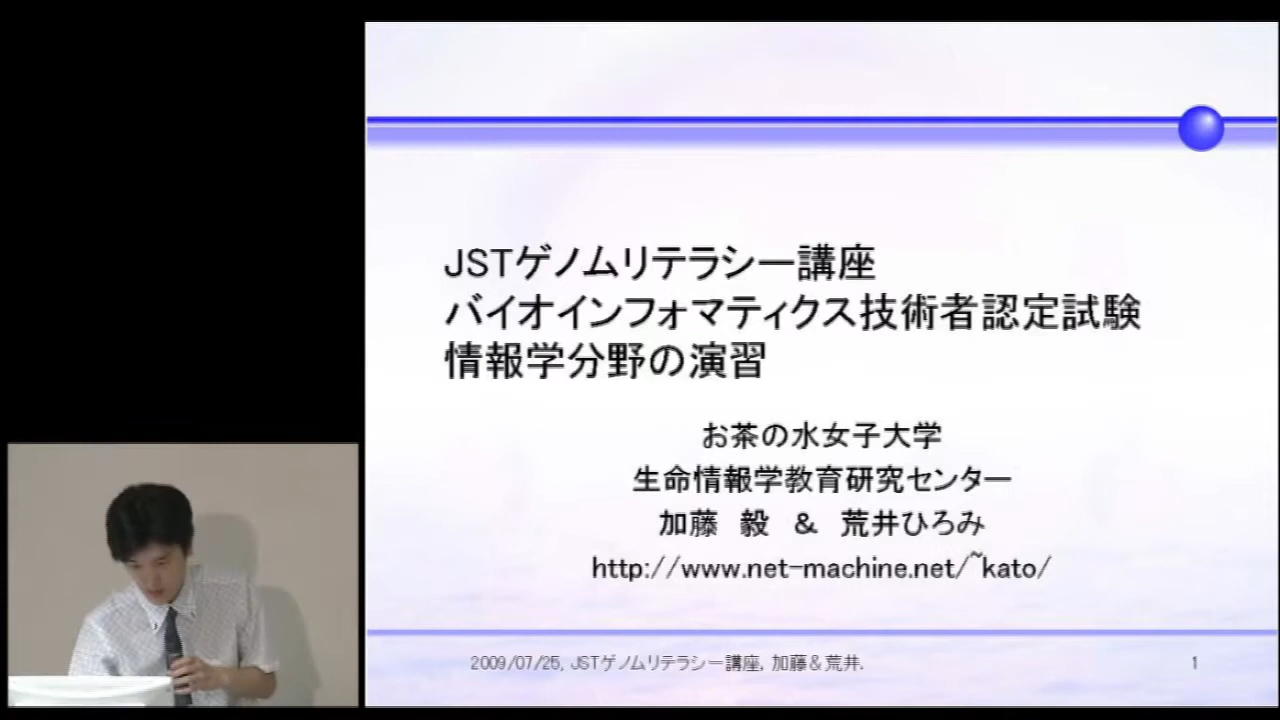 JSTゲノムリテラシー講座
バイオインフォマティクス技術者認定試験
情報学分野の演習
お茶の水女子大学
生命情報学教育研究センター
加藤　毅　＆　荒井ひろみ
http://www.net-machine.net/~kato/
2009/07/25, JSTゲノムリテラシー講座, 加藤＆荒井.
1